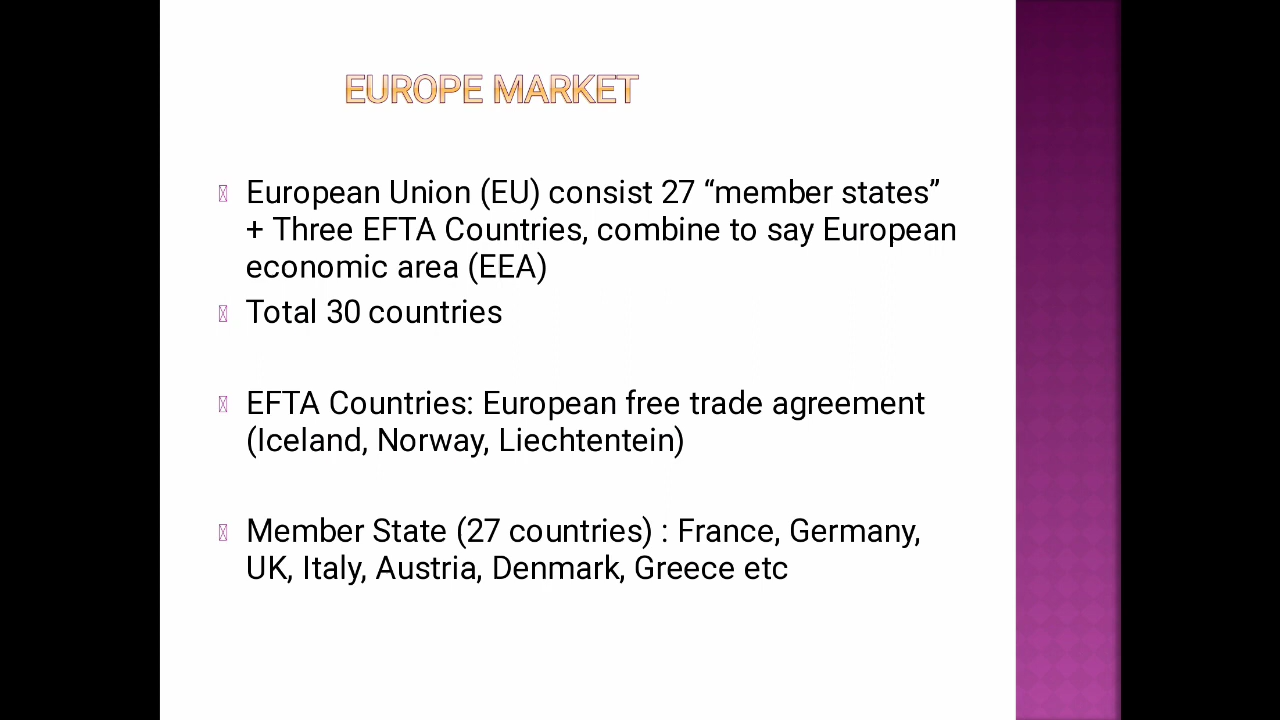 EUROPE MARKET
European Union (EU) consist 27 “member states”
+ Three EFTA Countries, combine to say European
economic area (EEA)
Total 30 countries
EFTA Countries: European free trade agreement
(Iceland, Norway, Liechtentein)
Member State (27 countries) : France, Germany,
UK, Italy, Austria, Denmark, Greece etc